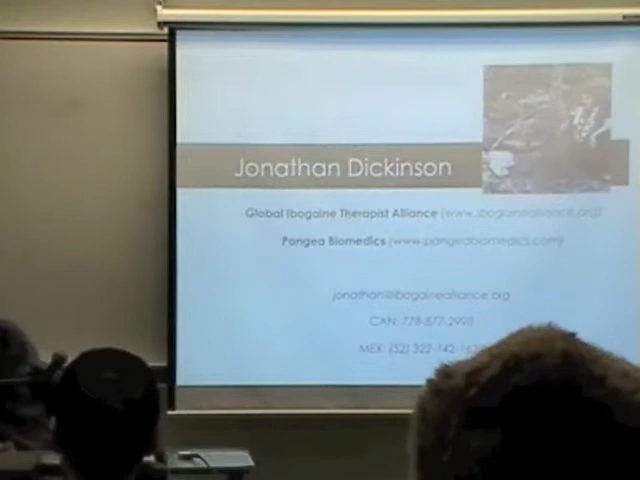 Jonathan Dickinson
Global Ibogaine Therapist Alliance (www.ibogainealliance.org)
Pangea Biomedics (www.pangeabiomedics.com)
jonathan@ibogainealliance.org
CAN: 778-877-2998
MEX: (52) 322-142-